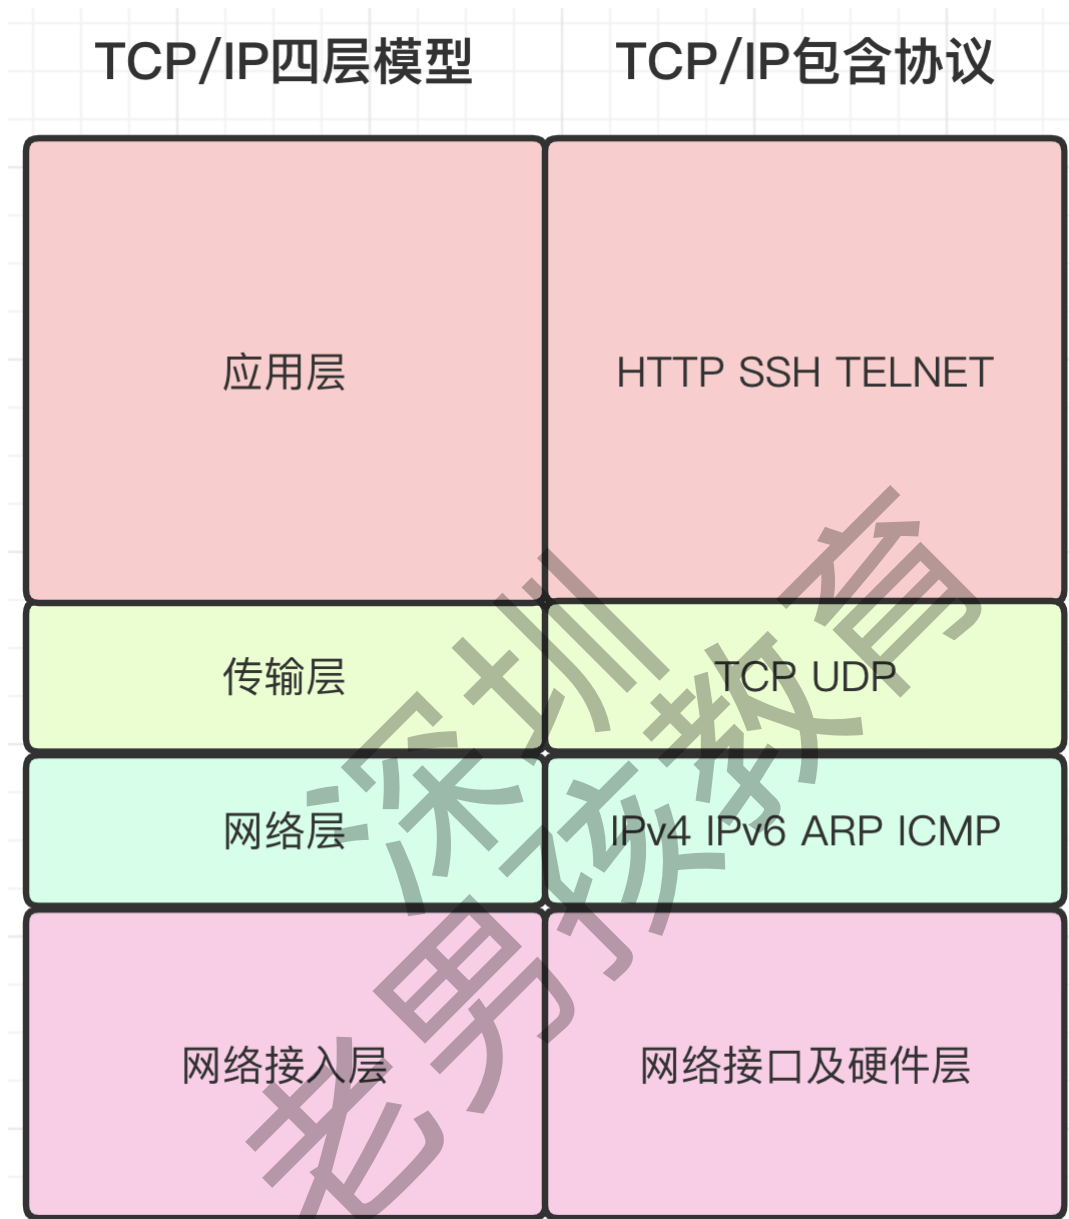 TCP/IP四层模型 TCP/IP包含协议
应用层 HTTP SSH TELNET
传输层 TCP UDP
网络层 IPv4 IPv6 ARP ICMP
网络接入层 网络接口及硬件层
深圳
老男孩教育